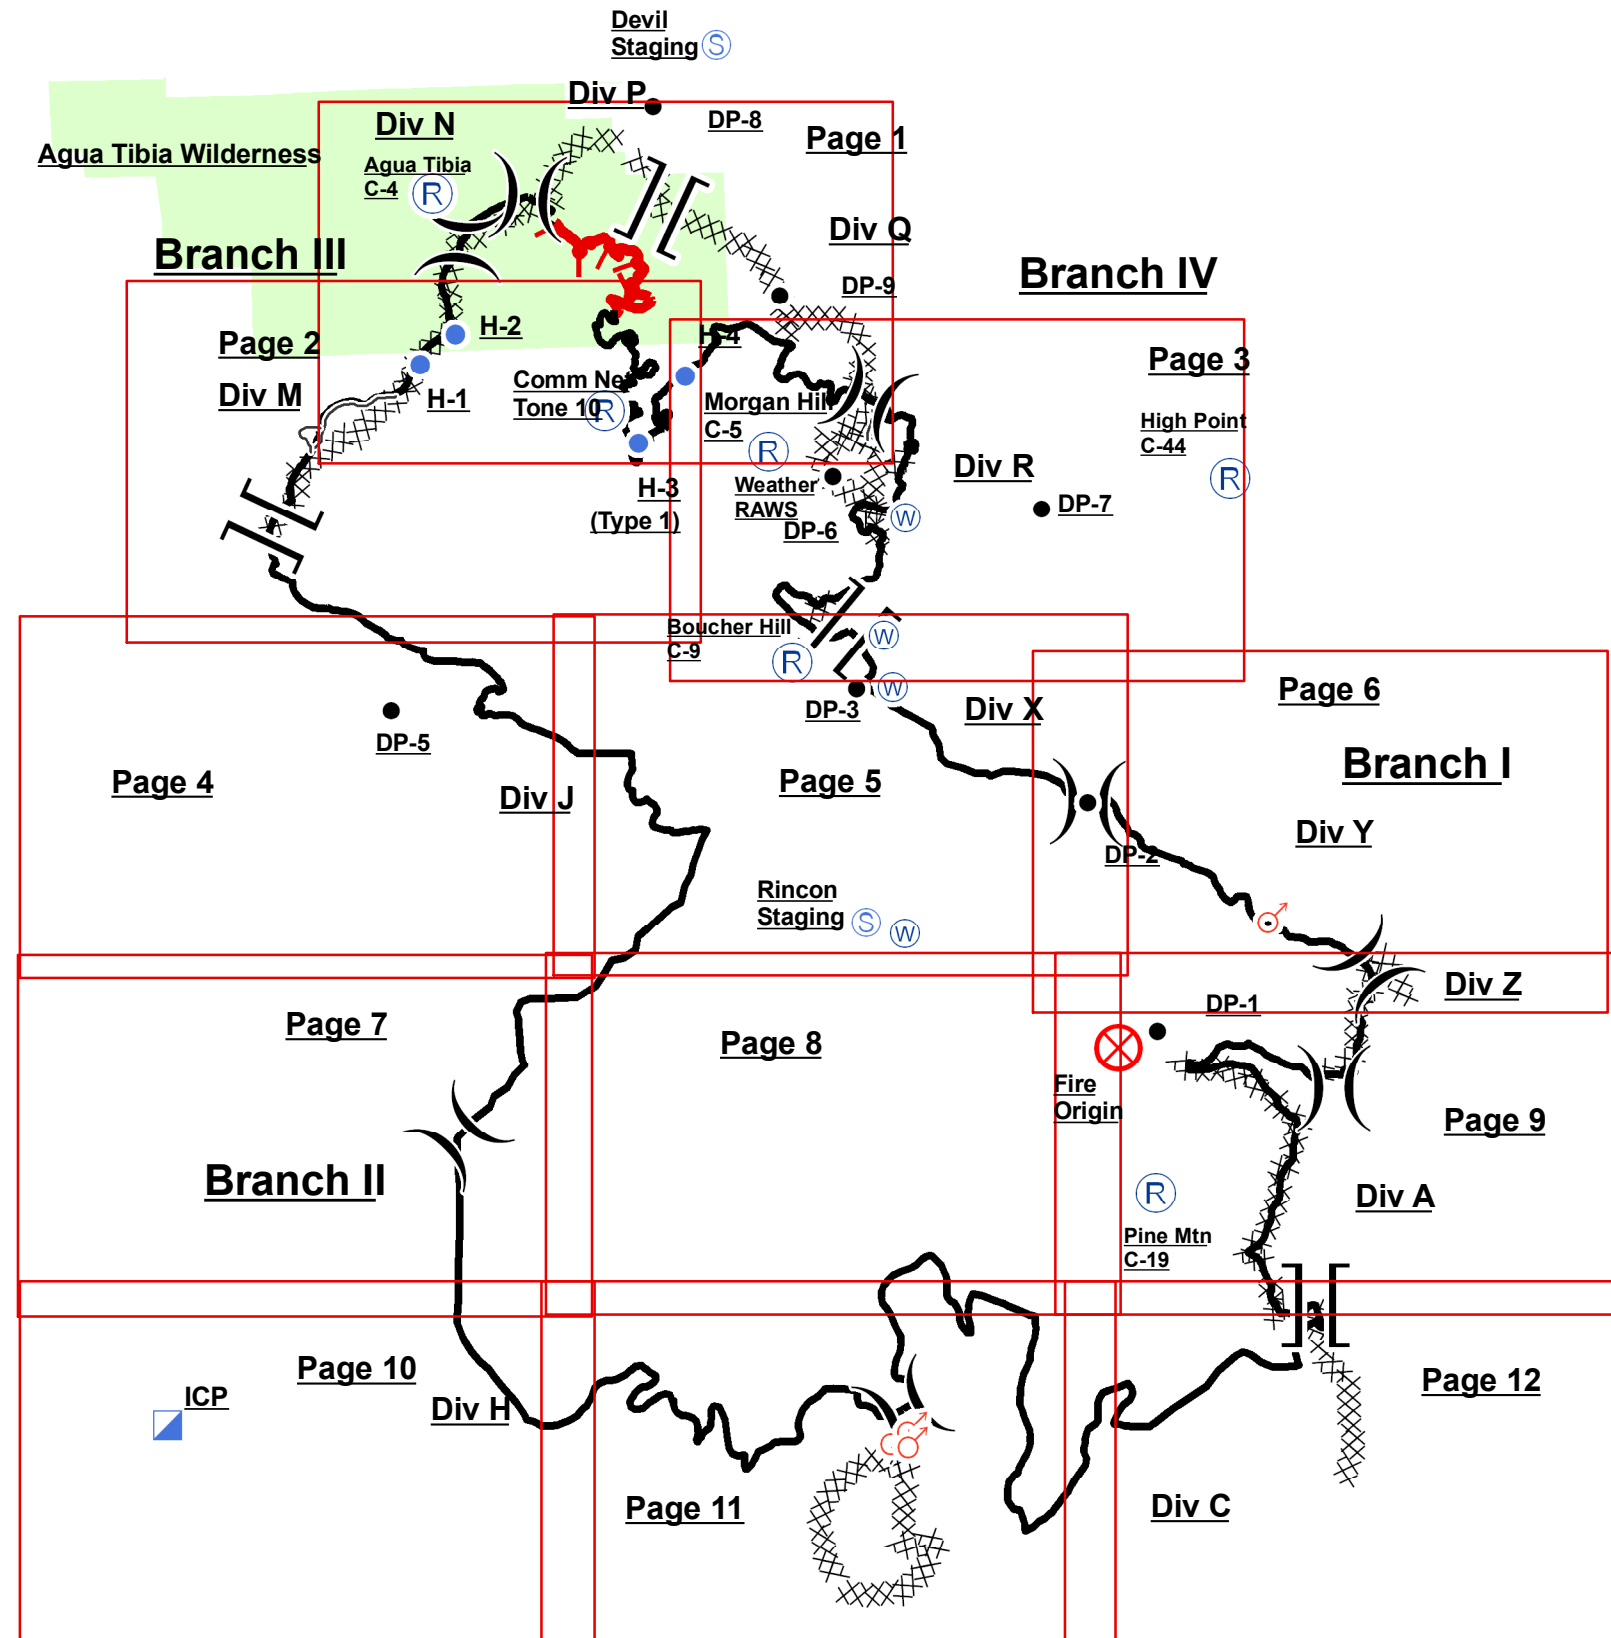 Devil
Staging S
Div P
DP-8
Div N
Page 1
Agua Tibia Wilderness
Agua Tibia
C-4
R
Div Q
Branch III
Branch IV
DP-9
H-2
H-4
Page 2
Page 3
Div M
H-1
Comm Net
Tone 10
R
Morgan Hill
C-5
R
High Point
C-44
R
Div R
H-3
(Type 1)
Weather
RAWS
W
DP-7
DP-6
Boucher Hill
C-9
R
W
W
DP-3
Div X
Page 6
DP-5
Page 4
Page 5
Branch I
Div J
Div Y
DP-2
Rincon
Staging S W
Div Z
DP-1
Page 7
Page 8
Fire
Origin
Page 9
Branch II
R
Div A
Pine Mtn
C-19
Page 10
Page 12
ICP
Div H
Page 11
Div C